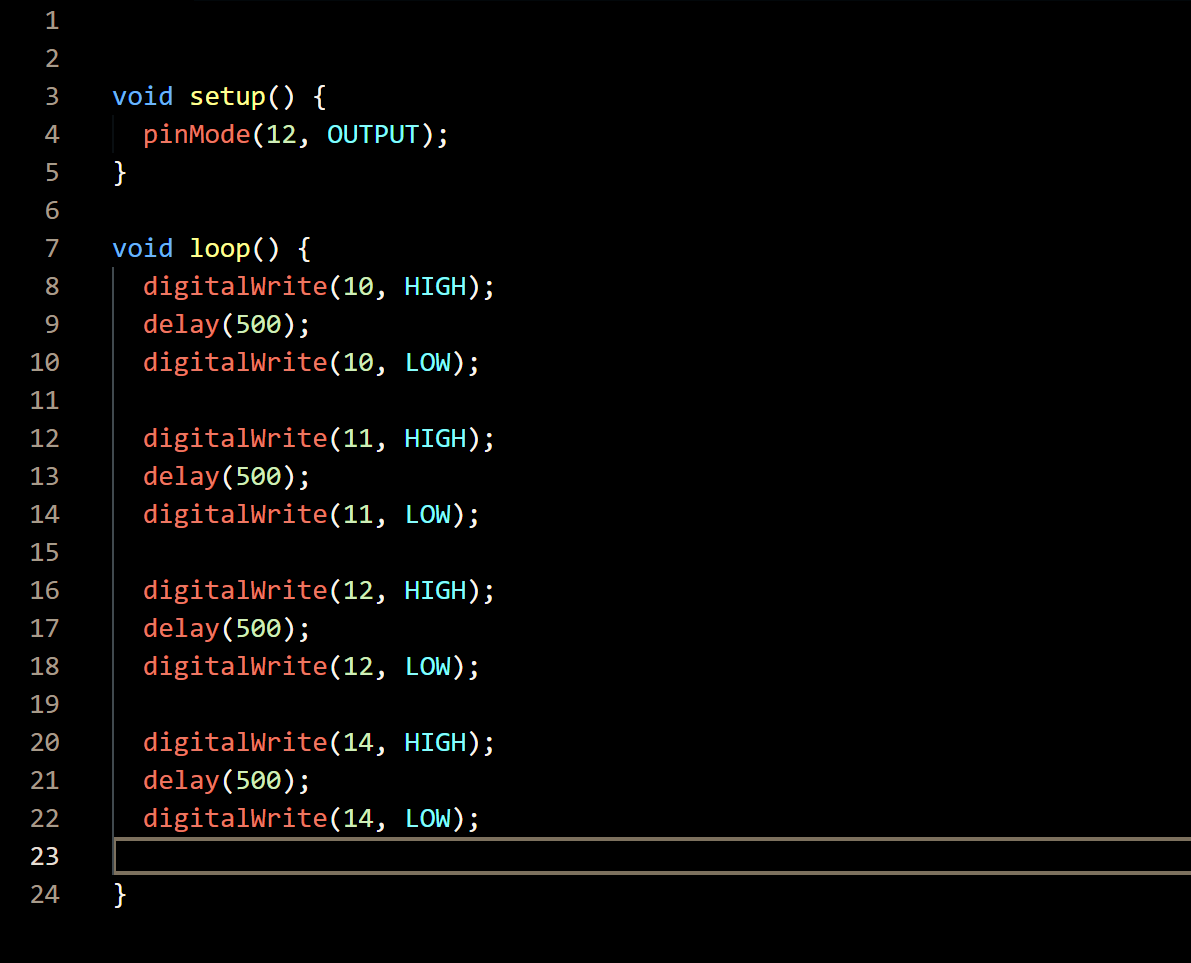 1
2
3 void setup() {
4   pinMode(12, OUTPUT);
5 }
6
7 void loop() {
8   digitalWrite(10, HIGH);
9   delay(500);
10   digitalWrite(10, LOW);
11
12   digitalWrite(11, HIGH);
13   delay(500);
14   digitalWrite(11, LOW);
15
16   digitalWrite(12, HIGH);
17   delay(500);
18   digitalWrite(12, LOW);
19
20   digitalWrite(14, HIGH);
21   delay(500);
22   digitalWrite(14, LOW);
23
24 }